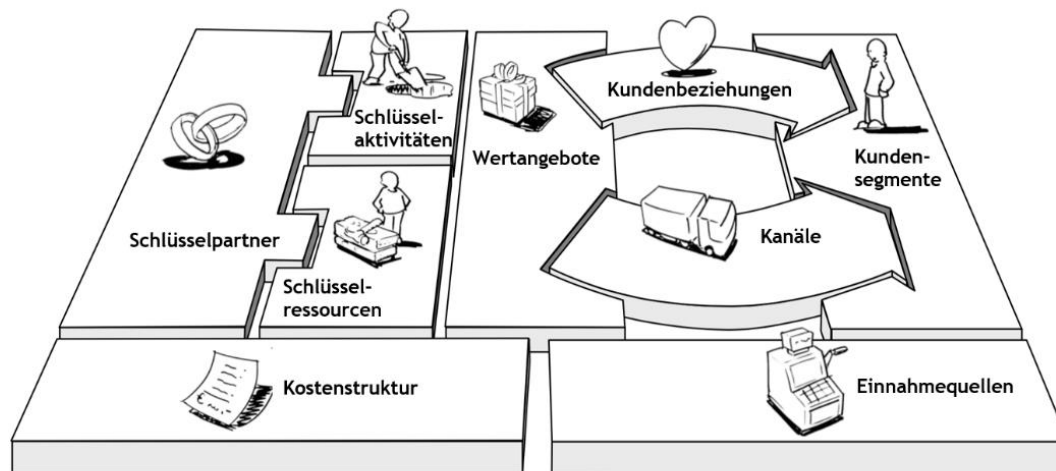 Schlüsselpartner
Schlüssel-
aktivitäten
Schlüssel-
ressourcen
Wertangebote
Kundenbeziehungen
Kanäle
Kunden-
segmente
Kostenstruktur
Einnahmequellen